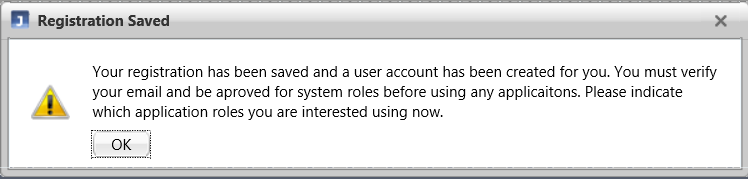 J Registration Saved
Your registration has been saved and a user account has been created for you. You must verify
your email and be aproved for system roles before using any applicaitons. Please indicate
which application roles you are interested using now.
OK